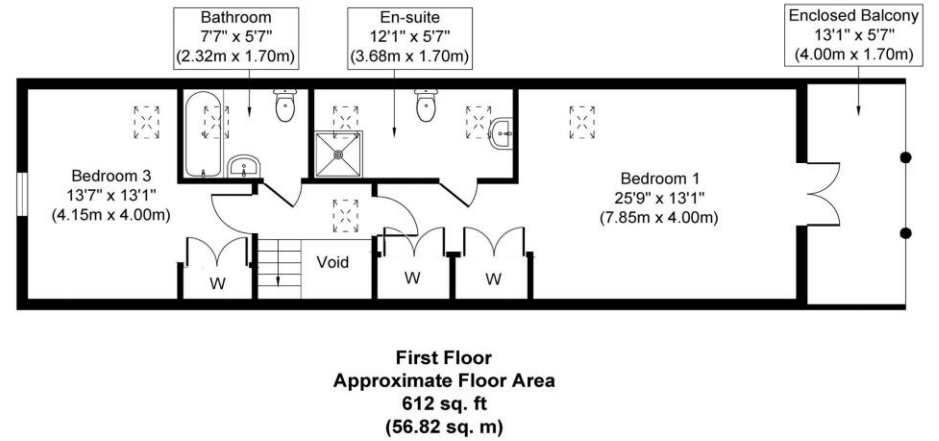 Bathroom
7'7" x 5'7"
(2.32m x 1.70m)
En-suite
12'1" x 5'7"
(3.68m x 1.70m)
Enclosed Balcony
13'1" x 5'7"
(4.00m x 1.70m)
Bedroom 3
13'7" x 13'1"
(4.15m x 4.00m)
Bedroom 1
25'9" x 13'1"
(7.85m x 4.00m)
Void
W
W
W
First Floor
Approximate Floor Area
612 sq. ft
(56.82 sq. m)